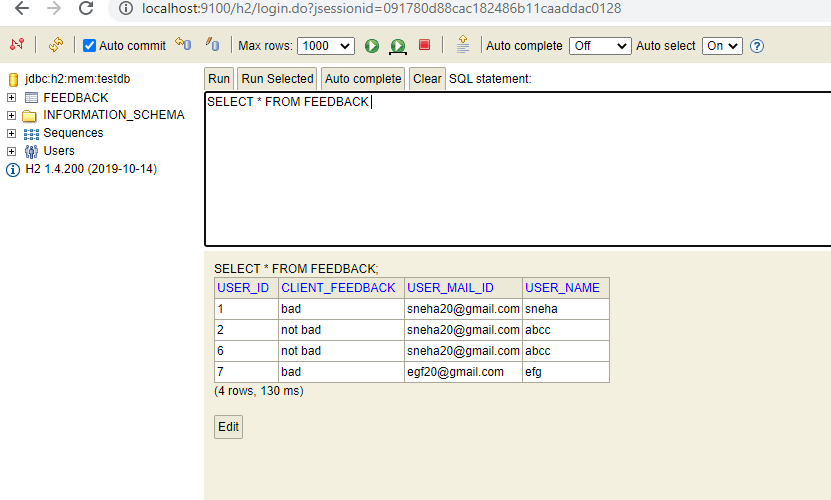 localhost:9100/h2/login.do?jsessionid=091780d88cac182486b11caaddac0128
Auto commit Max rows: 1000 Auto complete Off Auto select On
jdbc:h2:mem:testdb
FEEDBACK
INFORMATION_SCHEMA
Sequences
Users
H2 1.4.200 (2019-10-14)
Run Run Selected Auto complete Clear SQL statement:
SELECT * FROM FEEDBACK
SELECT * FROM FEEDBACK;
USER_ID CLIENT_FEEDBACK USER_MAIL_ID USER_NAME
1 bad sneha20@gmail.com sneha
2 not bad sneha20@gmail.com abcc
6 not bad sneha20@gmail.com abcc
7 bad egf20@gmail.com efg
(4 rows, 130 ms)
Edit